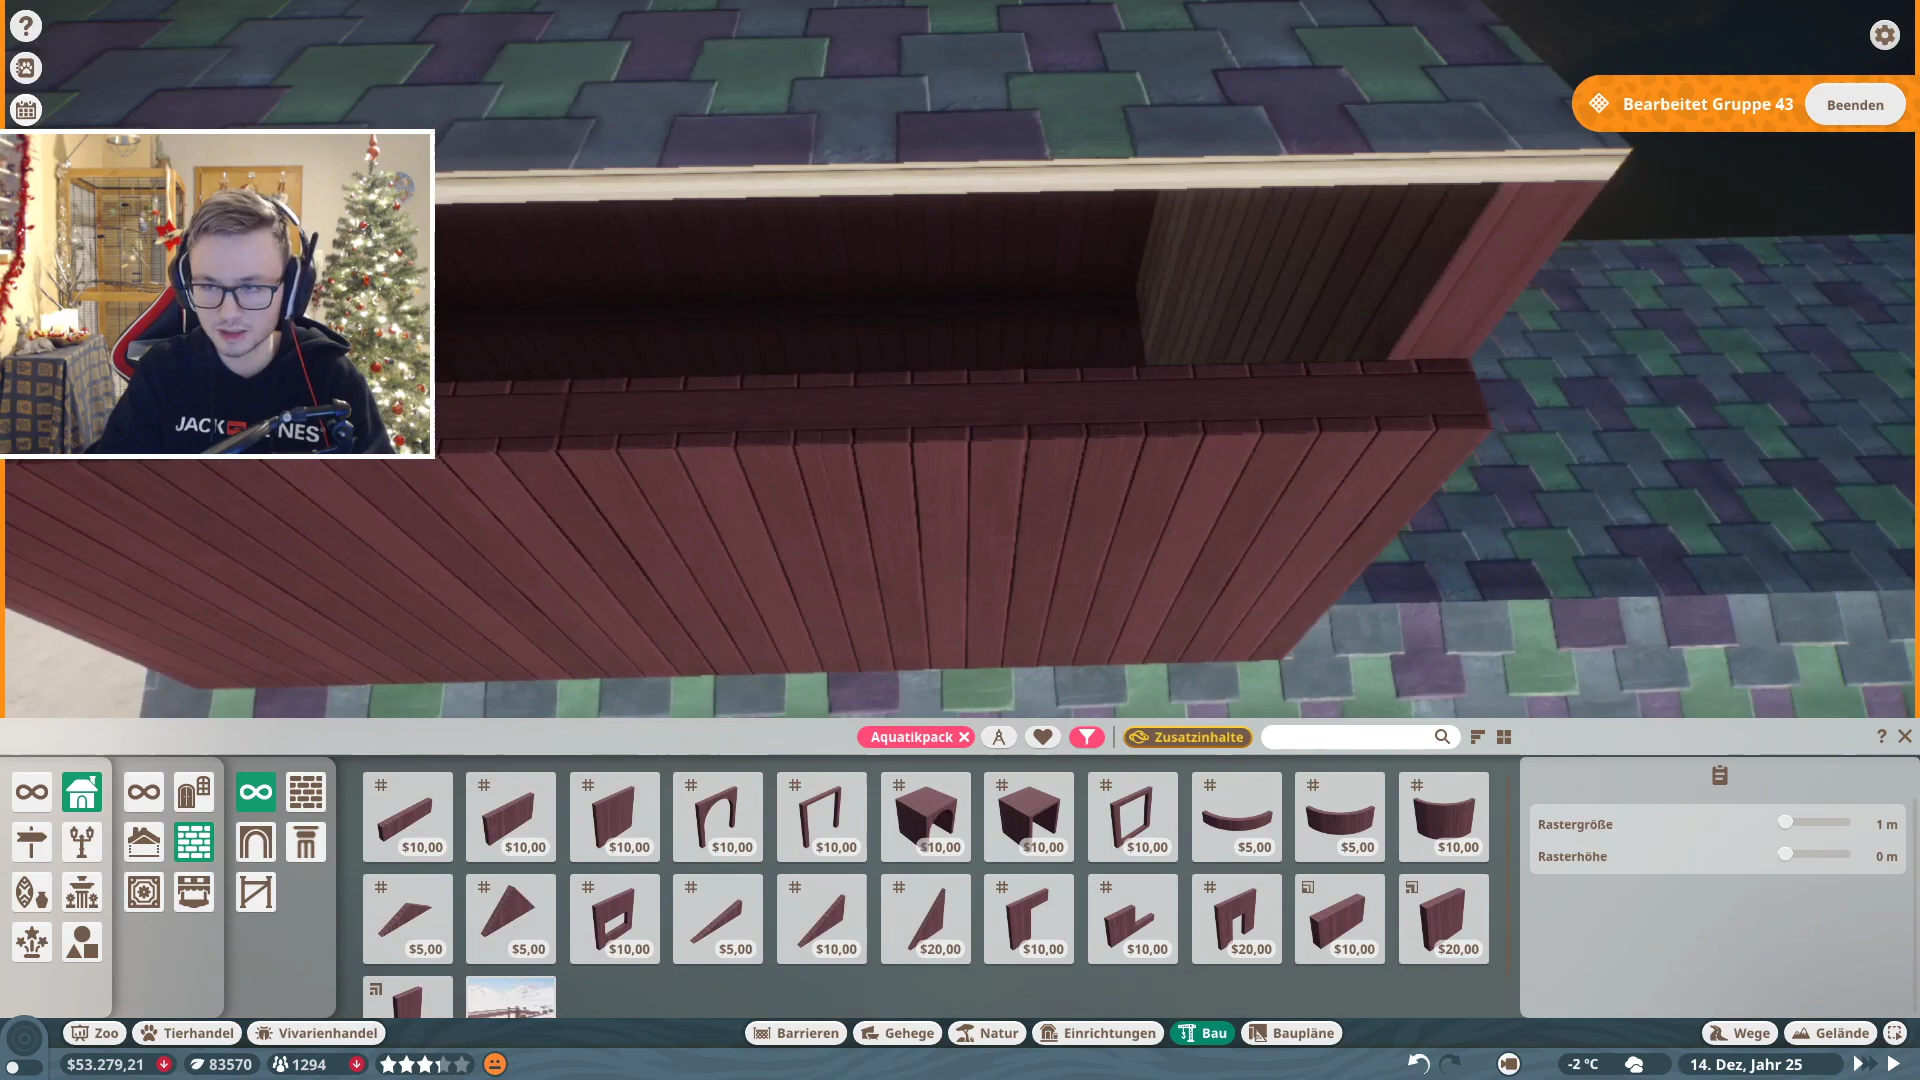 Bearbeitet Gruppe 43
Beenden
JACK
NES
Aquatikpack
Zusatzinhalte
$10,00
$10,00
$10,00
$10,00
$10,00
$10,00
$10,00
$10,00
$5,00
$5,00
$10,00
$5,00
$5,00
$10,00
$5,00
$10,00
$20,00
$10,00
$10,00
$20,00
$10,00
$20,00
Rastergröße
1 m
Rasterhöhe
0 m
Zoo
Tierhandel
Vivarienhandel
Barrieren
Gehege
Natur
Einrichtungen
Bau
Baupläne
Wege
Gelände
$53.279,21
83570
1294
-2 °C
14. Dez, Jahr 25